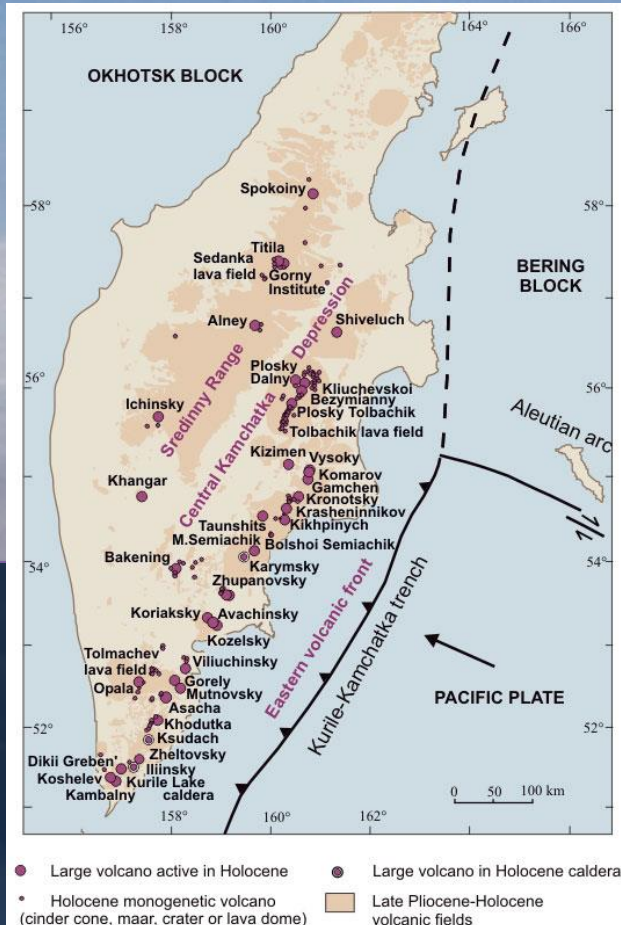 156°
158°
160°
164°
166°
OKHOTSK BLOCK
Spokoiny
58°
58°
Titila
Sedanka
lava field
Gorny
Institute
BERING
BLOCK
Alney
Shiveluch
Sredinny Range
Central Kamchatka Depression
Plosky
Dalny
56°
56°
Kliuchevskoi
Bezymianny
Plosky Tolbachik
Tolbachik lava field
Ichinsky
Aleutian arc
Kizimen
Vysoky
Komarov
Gamchen
Khangar
Kronotsky
Krasheninnikov
Taunshits
Kikhpinych
M.Semiachik
Bolshoi Semiachik
54°
54°
Bakening
Karymsky
Zhupanovsky
Koriaksky
Avachinsky
Kozelsky
Eastern volcanic front
Kurile-Kamchatka trench
Tolmachev
lava field
Viliuchinsky
Opala
Gorely
Mutnovsky
Asacha
PACIFIC PLATE
52°
52°
Khodutka
Ksudach
Zheltovsky
Dikii Greben'
Iliinsky
Koshelev
Kurile Lake
caldera
Kambalny
0 50 100 km
158°
160°
162°
Large volcano active in Holocene
Large volcano in Holocene caldera
Holocene monogenetic volcano
(cinder cone, maar, crater or lava dome)
Late Pliocene-Holocene
volcanic fields